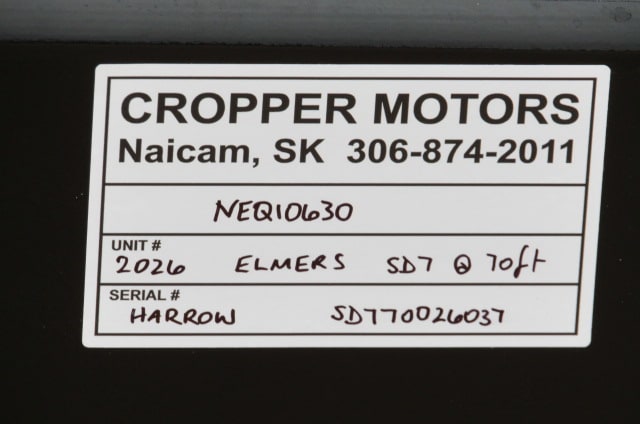 CROPPER MOTORS
Naicam, SK 306-874-2011
NEQ10630
UNIT #
2026 ELMERS SD7 @ 70ft
SERIAL #
HARROW SD770026037